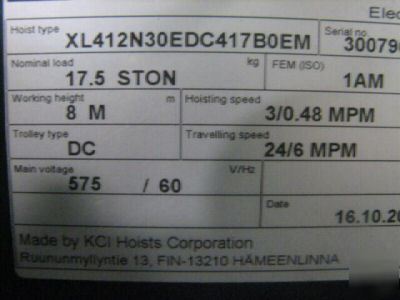 Elec
Hoist type XL412N30EDC417B0EM Serial no. 300796
Nominal load 17.5 STON kg FEM (ISO) 1AM
Working height 8 M m Hoisting speed 3/0.48 MPM
Trolley type DC Travelling speed 24/6 MPM
Main voltage 575 / 60 V/Hz
Date 16.10.20
Made by KCI Hoists Corporation
Ruununmyllyntie 13, FIN-13210 HÄMEENLINNA